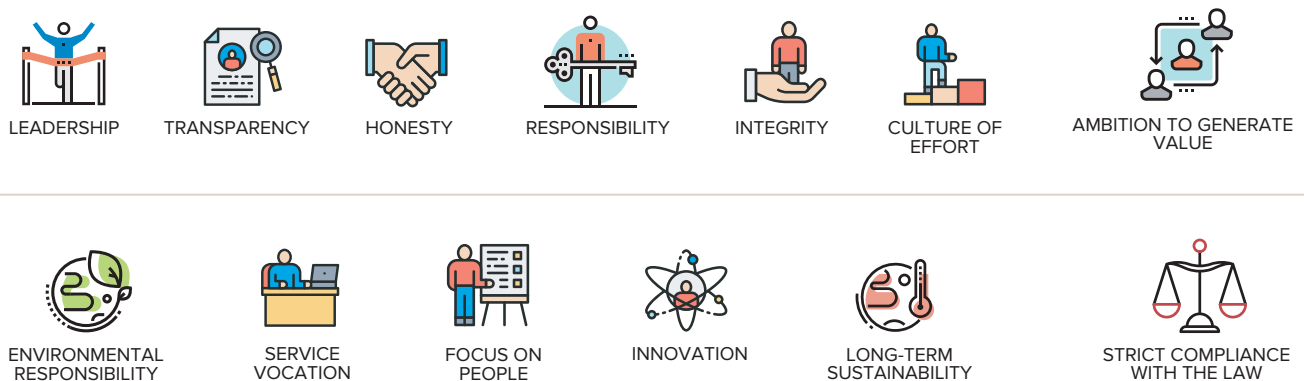 LEADERSHIP
TRANSPARENCY
HONESTY
RESPONSIBILITY
INTEGRITY
CULTURE OF
EFFORT
AMBITION TO GENERATE
VALUE
ENVIRONMENTAL
RESPONSIBILITY
SERVICE
VOCATION
FOCUS ON
PEOPLE
INNOVATION
LONG-TERM
SUSTAINABILITY
STRICT COMPLIANCE
WITH THE LAW